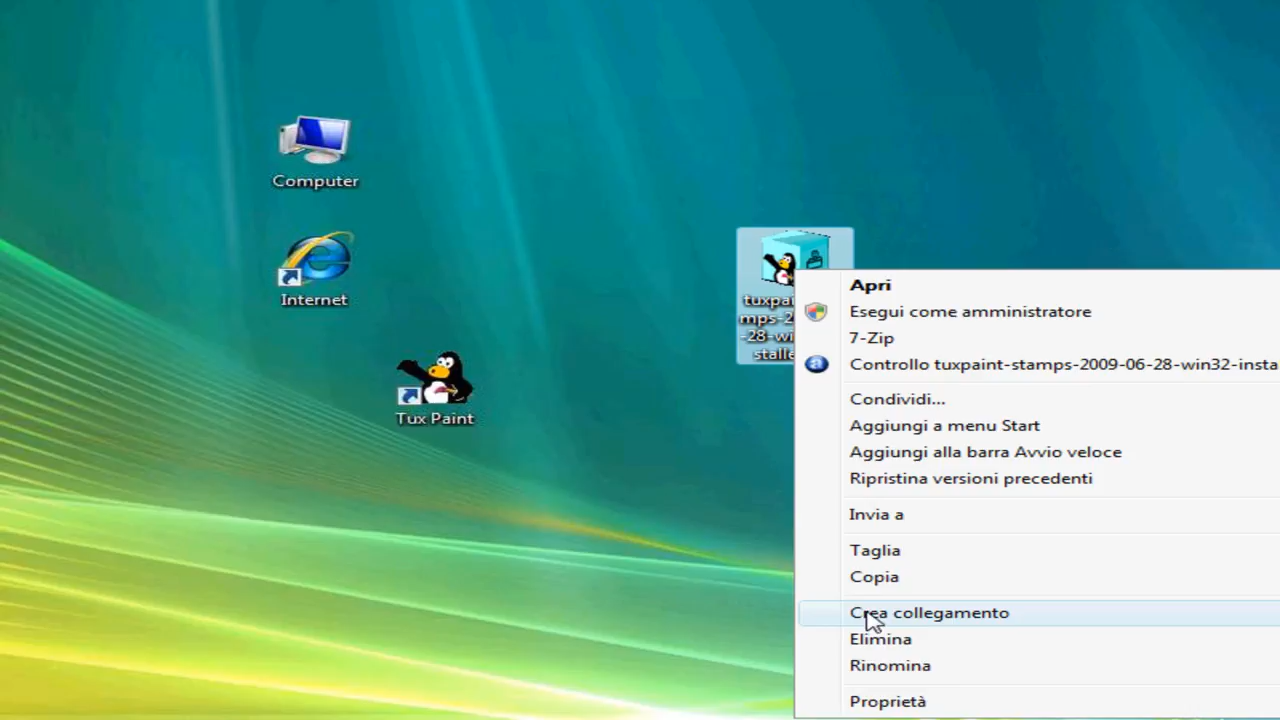 Computer
Internet
Tux Paint
Apri
Esegui come amministratore
7-Zip
Controllo tuxpaint-stamps-2009-06-28-win32-insta
Condividi...
Aggiungi a menu Start
Aggiungi alla barra Avvio veloce
Ripristina versioni precedenti
Invia a
Taglia
Copia
Crea collegamento
Elimina
Rinomina
Proprietà